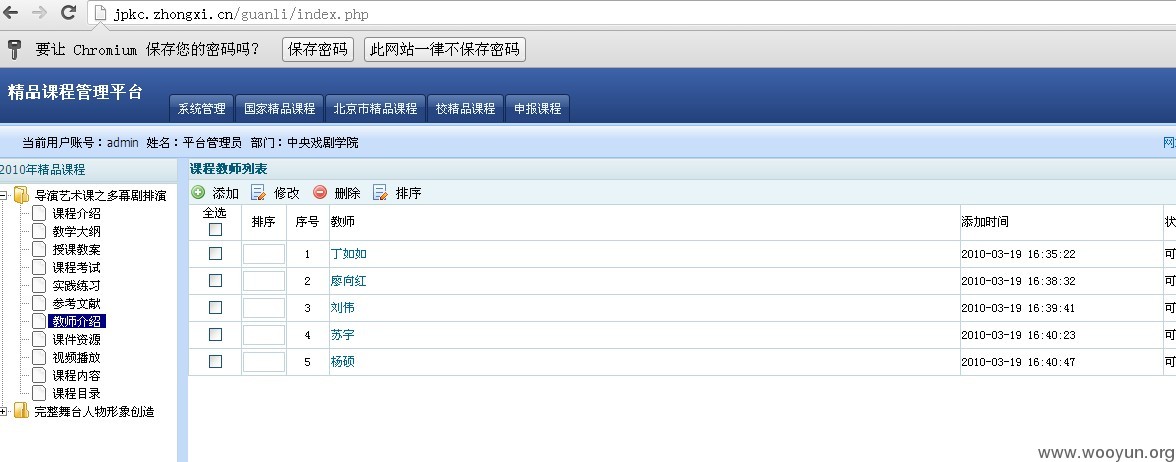 jpkc.zhongxi.cn/guanli/index.php
要让 Chromium 保存您的密码吗？ 保存密码 此网站一律不保存密码
精品课程管理平台
系统管理 国家精品课程 北京市精品课程 校精品课程 申报课程
当前用户账号：admin 姓名：平台管理员 部门：中央戏剧学院 网
2010年精品课程
导演艺术课之多幕剧排演
课程介绍
教学大纲
授课教案
课程考试
实践练习
参考文献
教师介绍
课件资源
视频播放
课程内容
课程目录
完整舞台人物形象创造
课程教师列表
添加 修改 删除 排序
全选 排序 序号 教师 添加时间 状
1 丁如如 2010-03-19 16:35:22 可
2 廖向红 2010-03-19 16:38:32 可
3 刘伟 2010-03-19 16:39:41 可
4 苏宇 2010-03-19 16:40:23 可
5 杨硕 2010-03-19 16:40:47 可
www.wooyun.org